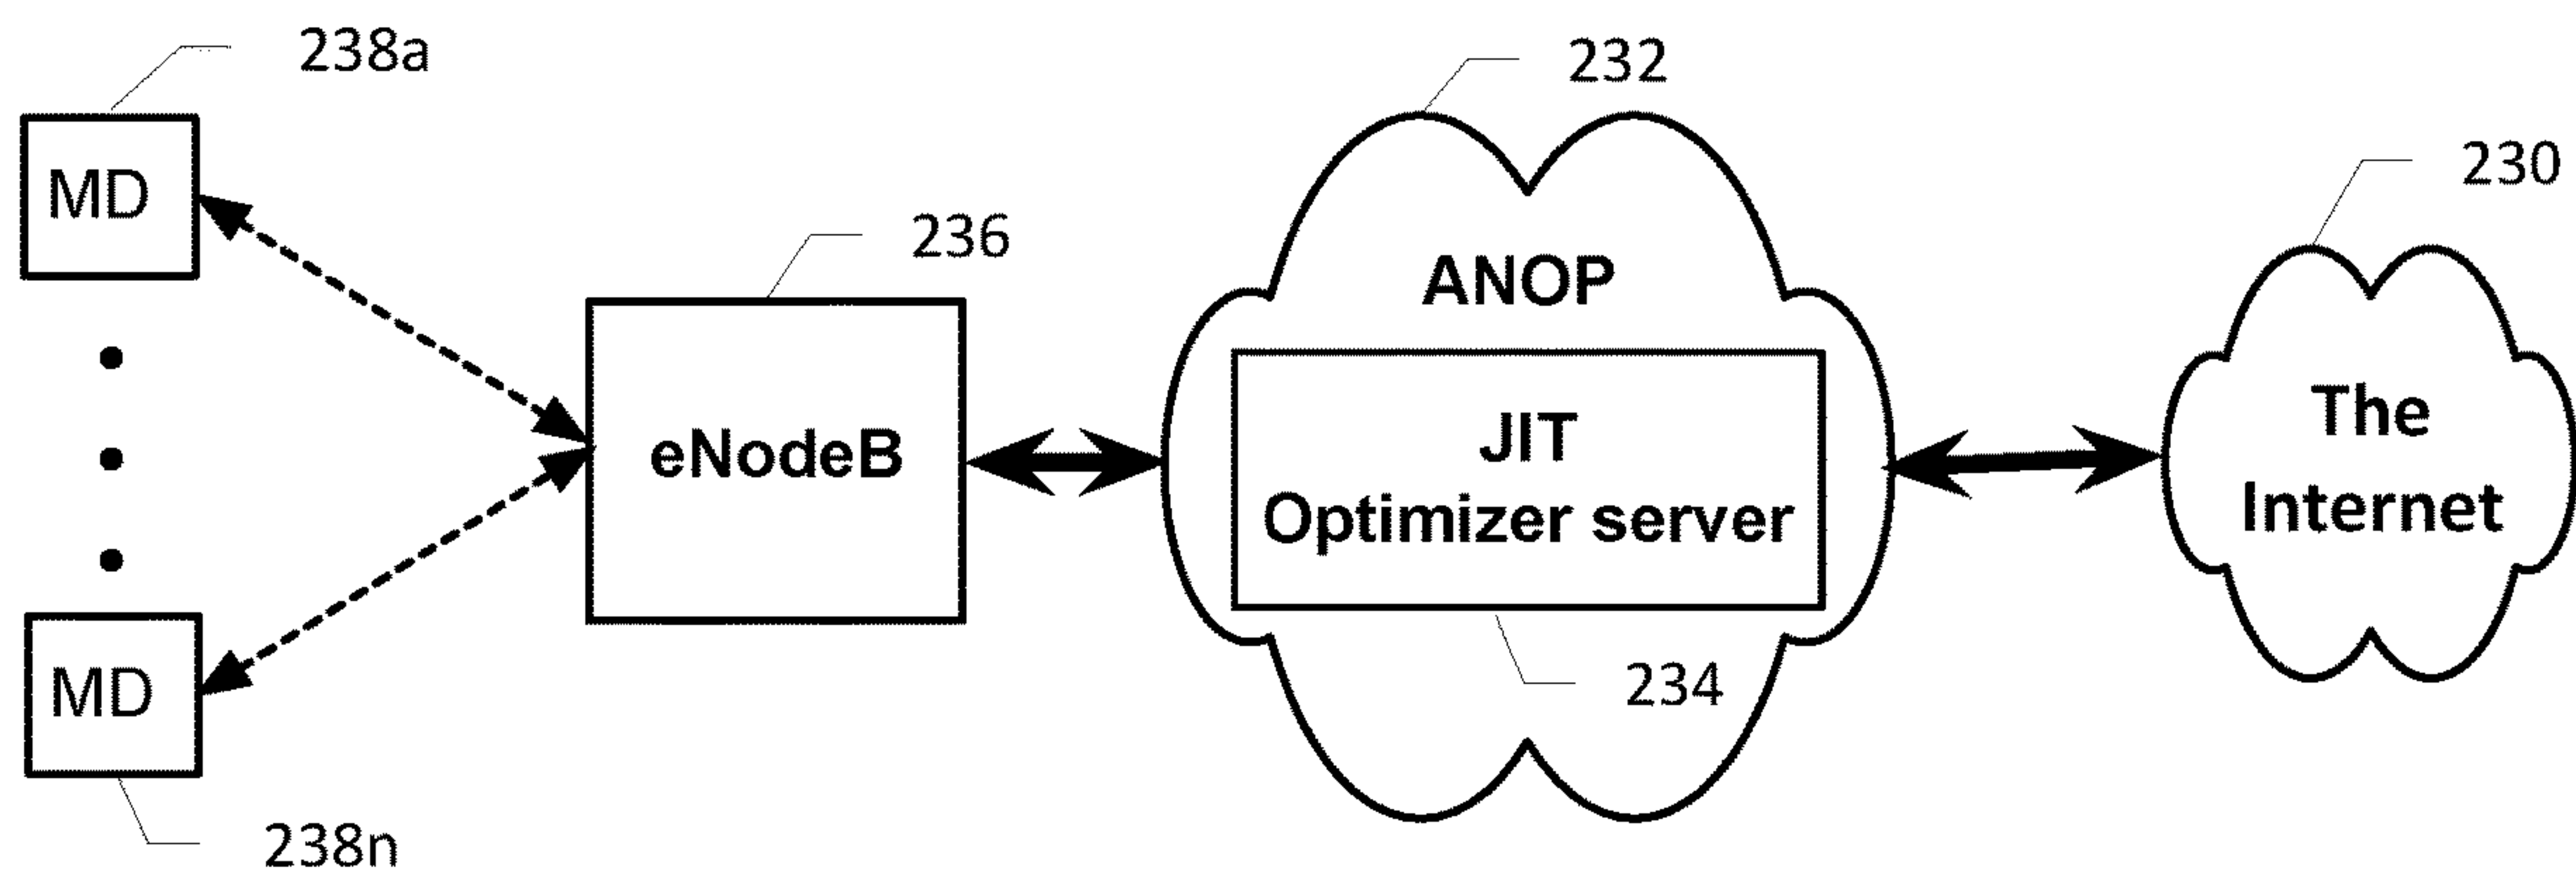 238a
232
230
MD
236
ANOP
The
JIT
eNodeB
Internet
Optimizer server
MD
234
238n